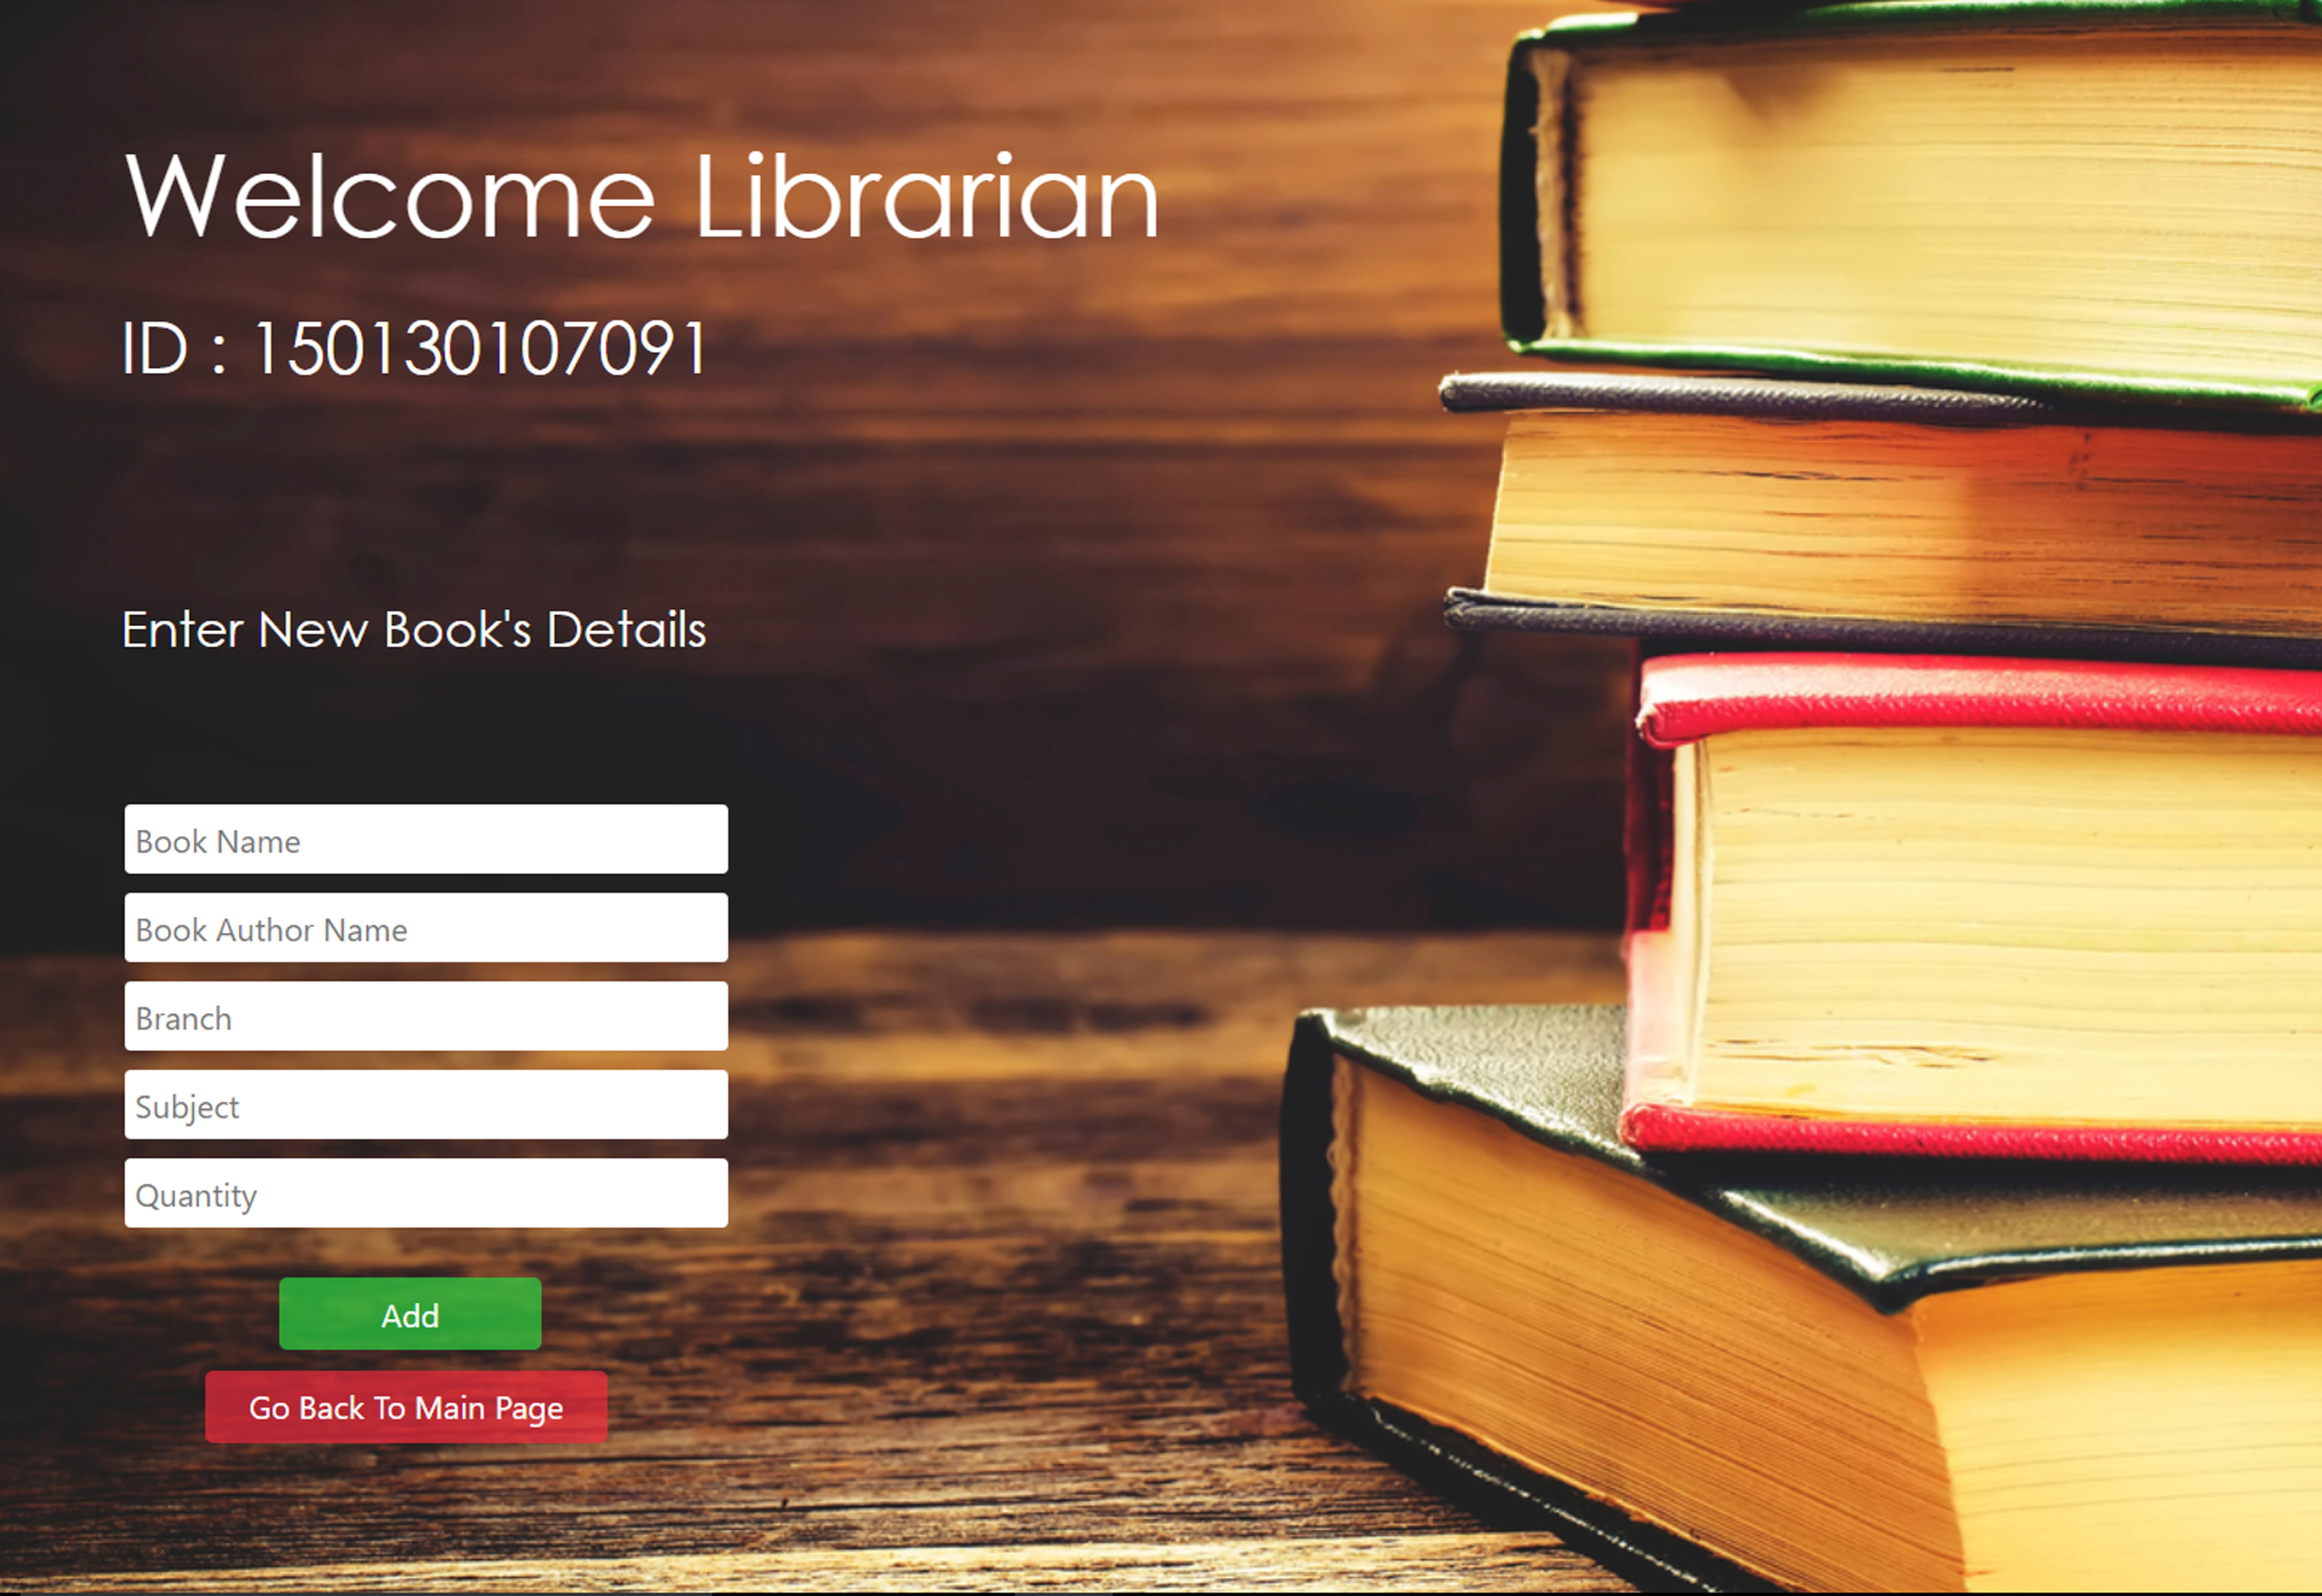 Welcome Librarian
ID : 150130107091
Enter New Book's Details
Book Name
Book Author Name
Branch
Subject
Quantity
Add
Go Back To Main Page